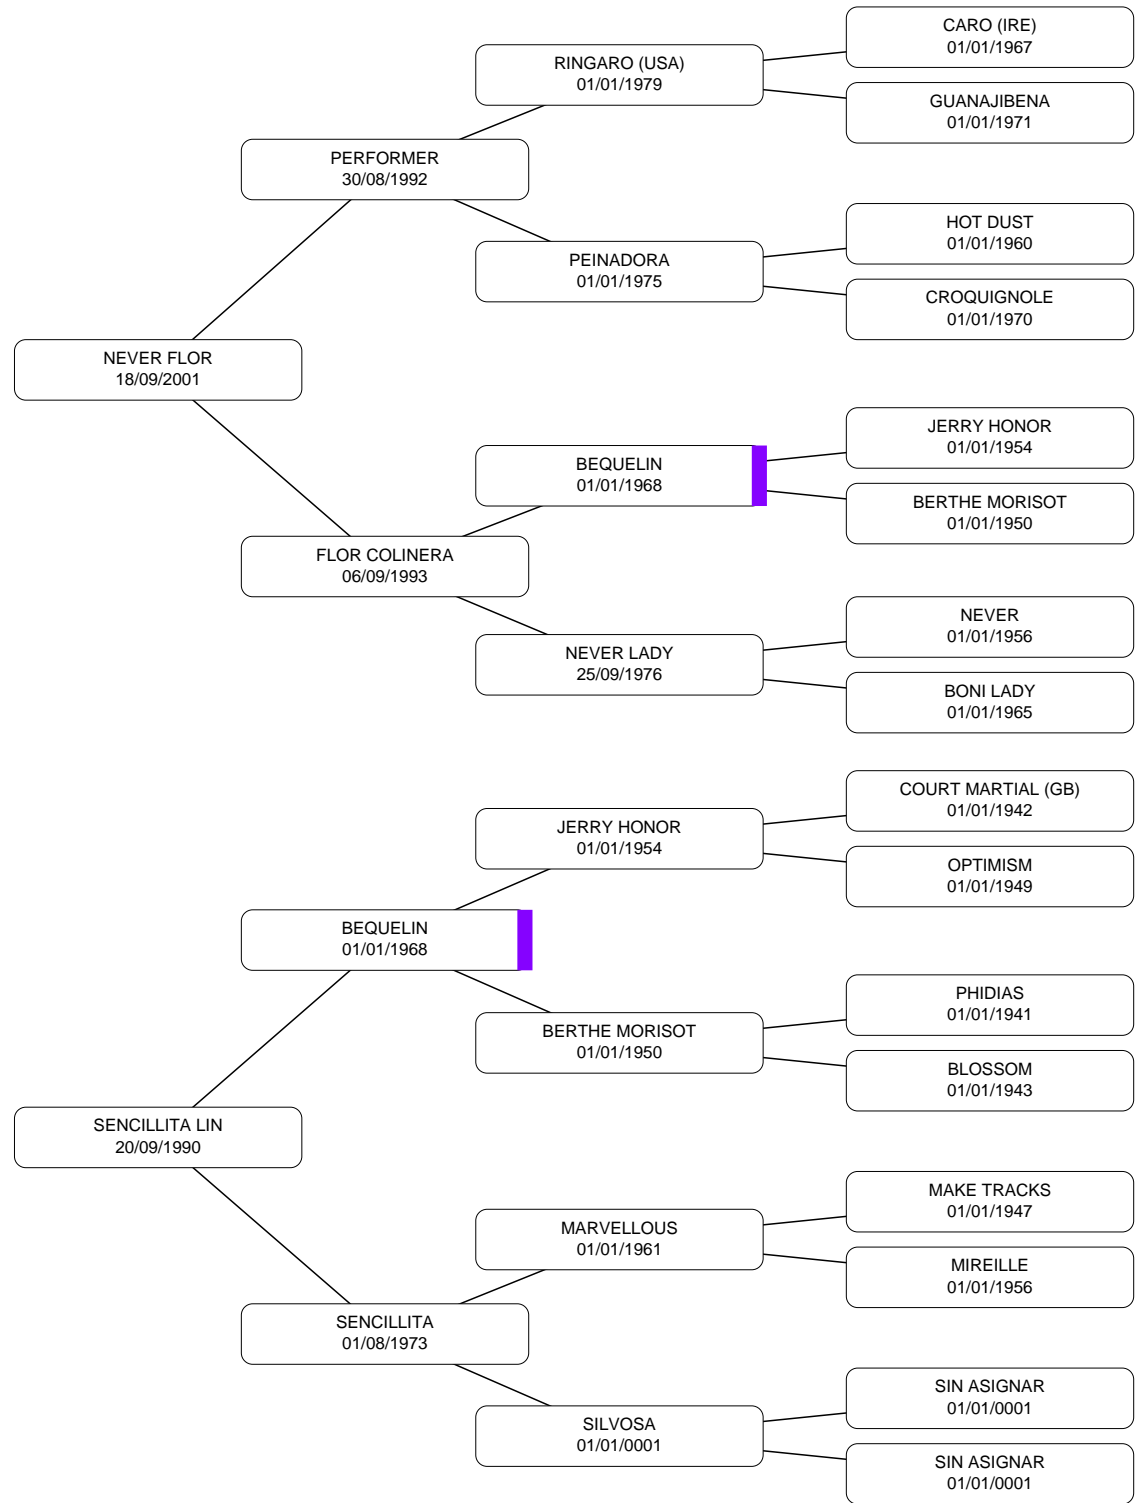 CARO (IRE)
01/01/1967
RINGARO (USA)
01/01/1979
GUANAJIBENA
01/01/1971
PERFORMER
30/08/1992
HOT DUST
01/01/1960
PEINADORA
01/01/1975
CROQUIGNOLE
01/01/1970
NEVER FLOR
18/09/2001
JERRY HONOR
01/01/1954
BEQUELIN
01/01/1968
BERTHE MORISOT
01/01/1950
FLOR COLINERA
06/09/1993
NEVER
01/01/1956
NEVER LADY
25/09/1976
BONI LADY
01/01/1965
COURT MARTIAL (GB)
01/01/1942
JERRY HONOR
01/01/1954
OPTIMISM
01/01/1949
BEQUELIN
01/01/1968
PHIDIAS
01/01/1941
BERTHE MORISOT
01/01/1950
BLOSSOM
01/01/1943
SENCILLITA LIN
20/09/1990
MAKE TRACKS
01/01/1947
MARVELLOUS
01/01/1961
MIREILLE
01/01/1956
SENCILLITA
01/08/1973
SIN ASIGNAR
01/01/0001
SILVOSA
01/01/0001
SIN ASIGNAR
01/01/0001